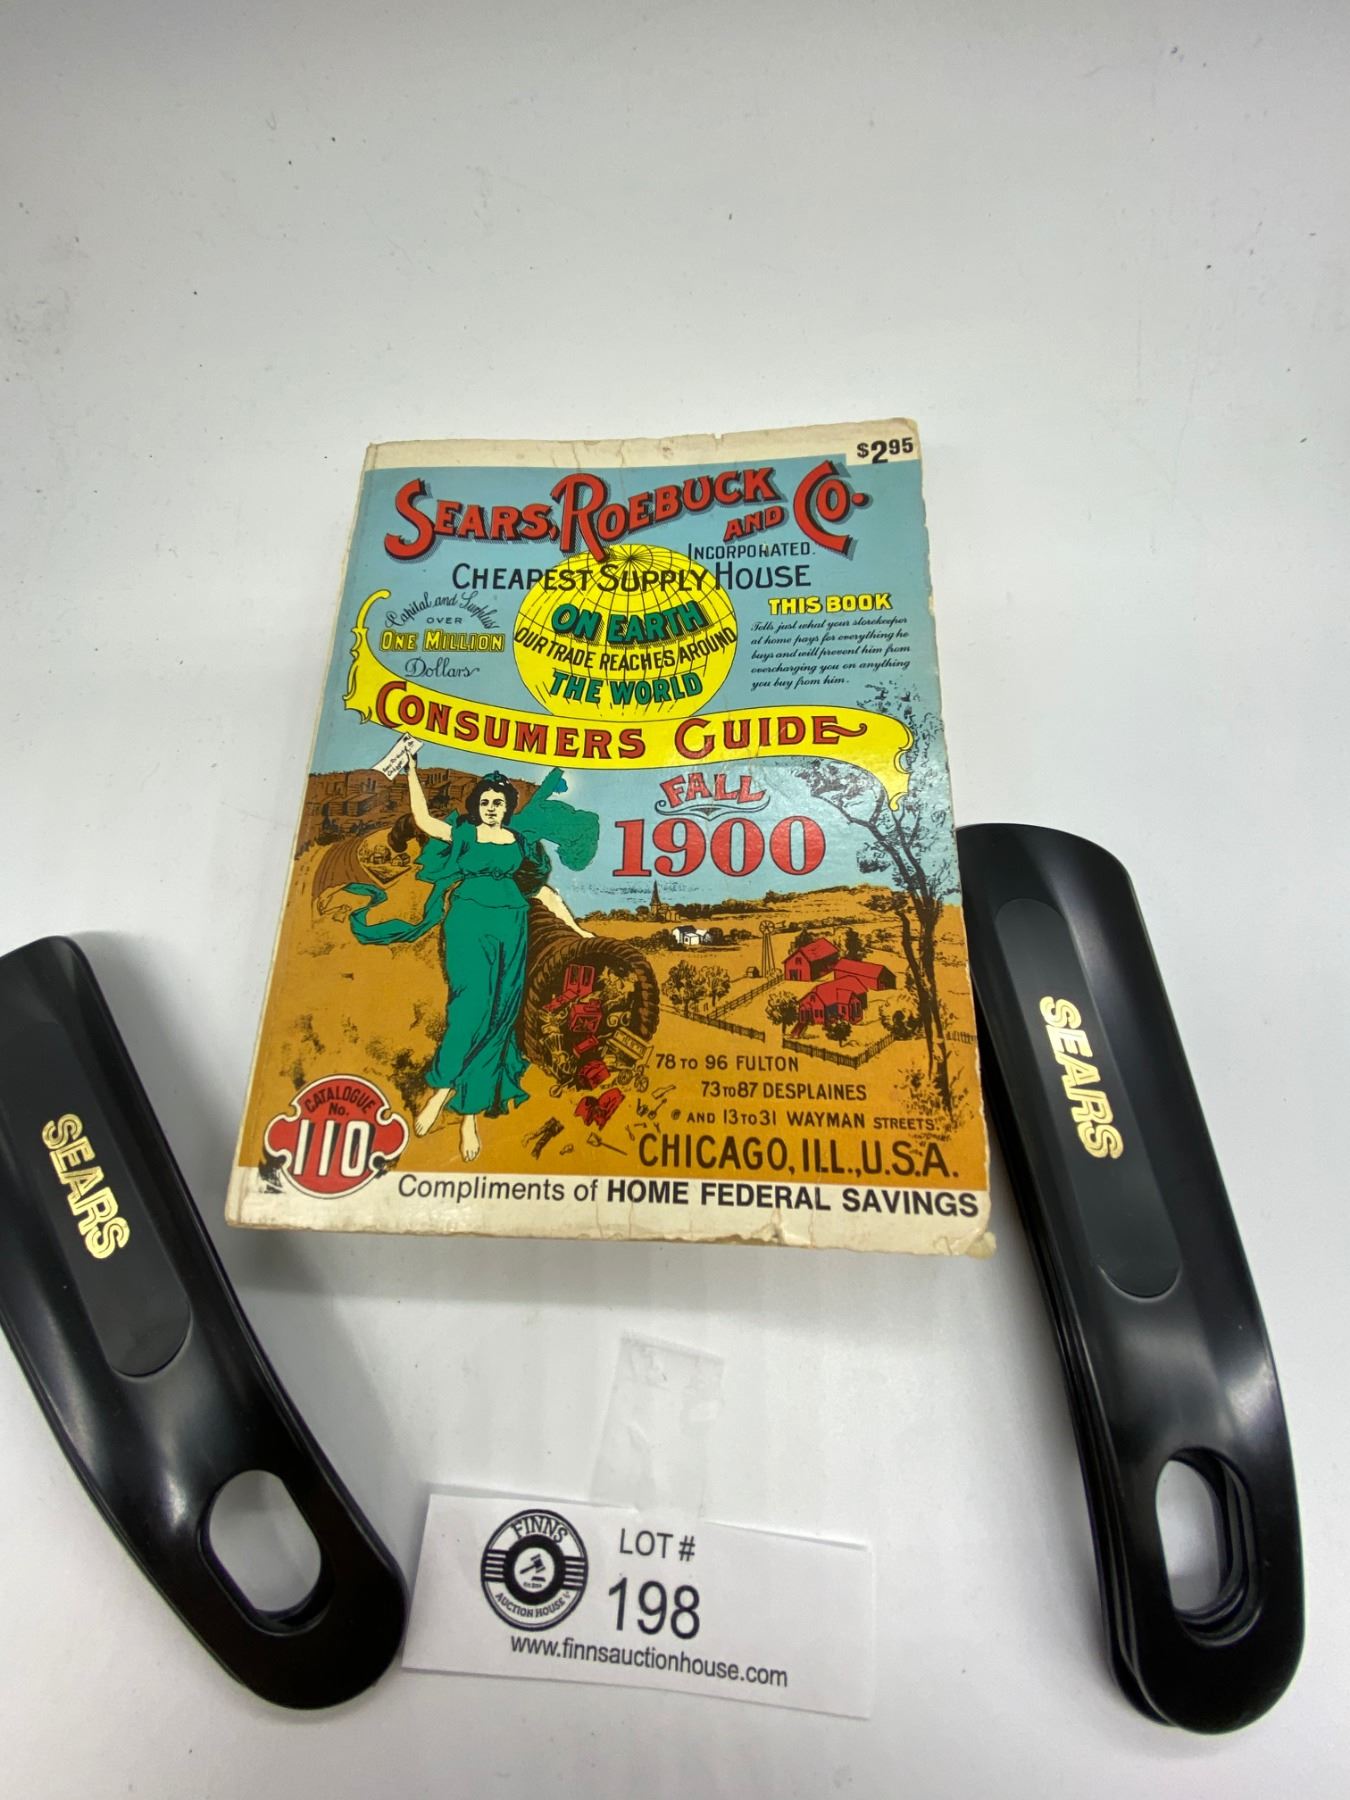 $2.95
SEARS, ROEBUCK AND CO.
INCORPORATED.
CHEAPEST SUPPLY HOUSE
ON EARTH
OUR TRADE REACHES AROUND
THE WORLD
Capital and Surplus
OVER
ONE MILLION
Dollars
THIS BOOK
Tells just what your storekeeper
at home pays for everything he
buys and will prevent him from
overcharging you on anything
you buy from him.
CONSUMERS GUIDE
FALL
1900
78 TO 96 FULTON
73 TO 87 DESPLAINES
AND 13 TO 31 WAYMAN STREETS.
CHICAGO, ILL., U.S.A.
CATALOGUE
No.
110
Compliments of HOME FEDERAL SAVINGS
SEARS
SEARS
FINNS
AUCTION HOUSE
LOT #
198
www.finnsauctionhouse.com